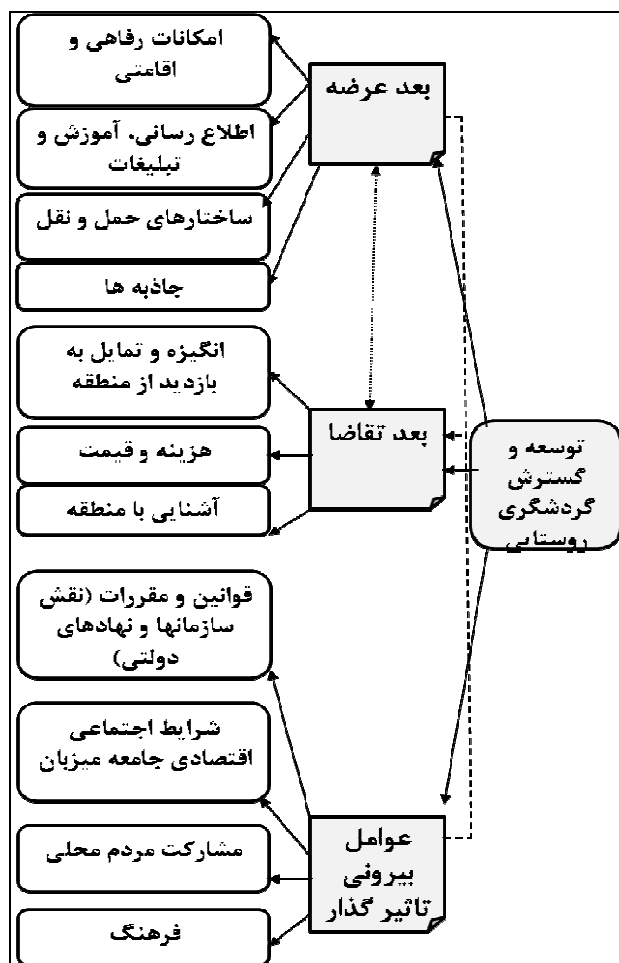 امکانات رفاهی و
اقامتی
اطلاع رسانی، آموزش و
تبلیغات
ساختارهای حمل و نقل
جاذبه ها
بعد عرضه
انگیزه و تمایل به
بازدید از منطقه
هزینه و قیمت
آشنایی با منطقه
بعد تقاضا
توسعه و
گسترش
گردشگری
روستایی
قوانین و مقررات (نقش
سازمانها و نهادهای
دولتی)
شرایط اجتماعی
اقتصادی جامعه میزبان
مشارکت مردم محلی
فرهنگ
عوامل
بیرونی
تاثیر گذار